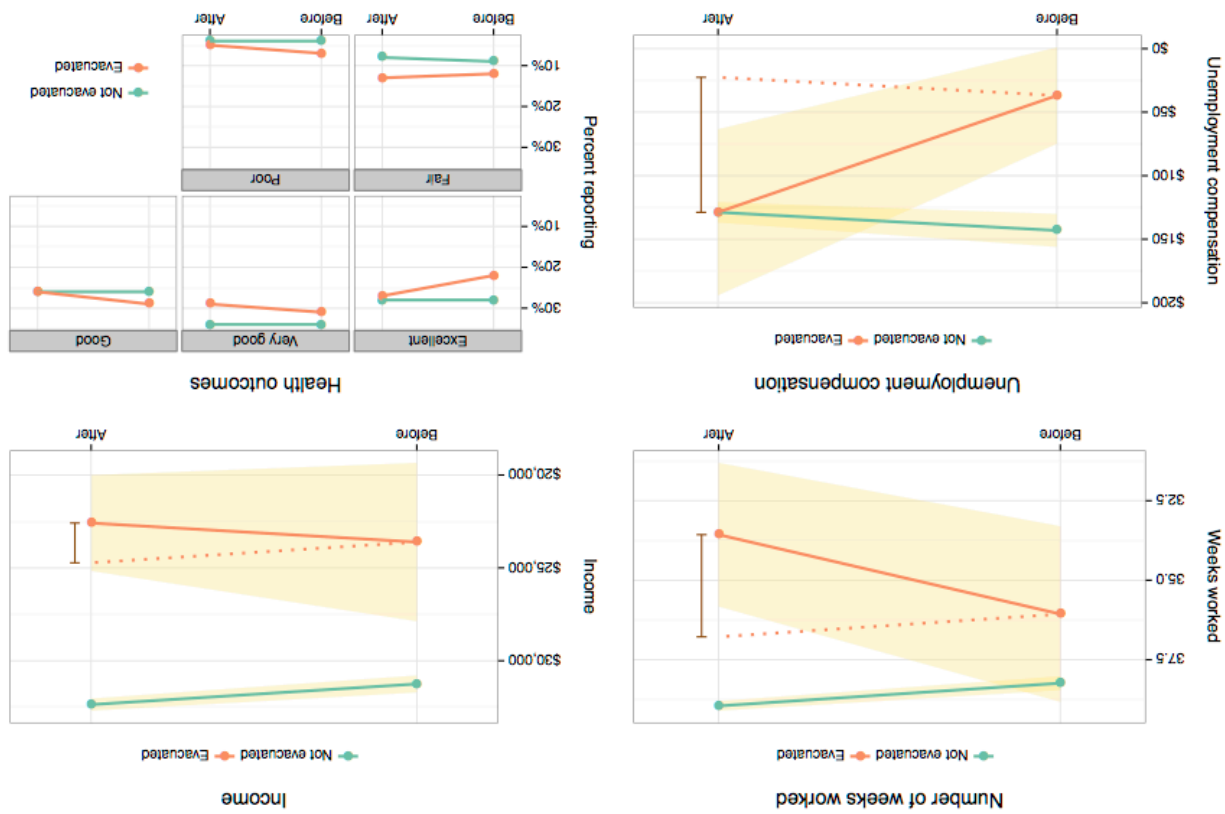 Number of weeks worked
Not evacuated Evacuated
Weeks worked
37.5
35.0
32.5
Before After
Income
Not evacuated Evacuated
Income
$30,000
$25,000
$20,000
Before After
Unemployment compensation
Not evacuated Evacuated
Unemployment compensation
$200
$150
$100
$50
$0
Before After
Health outcomes
Percent reporting
Excellent Very good Good
30%
20%
10%
Fair Poor
30%
20%
10%
Before After Before After
Not evacuated
Evacuated